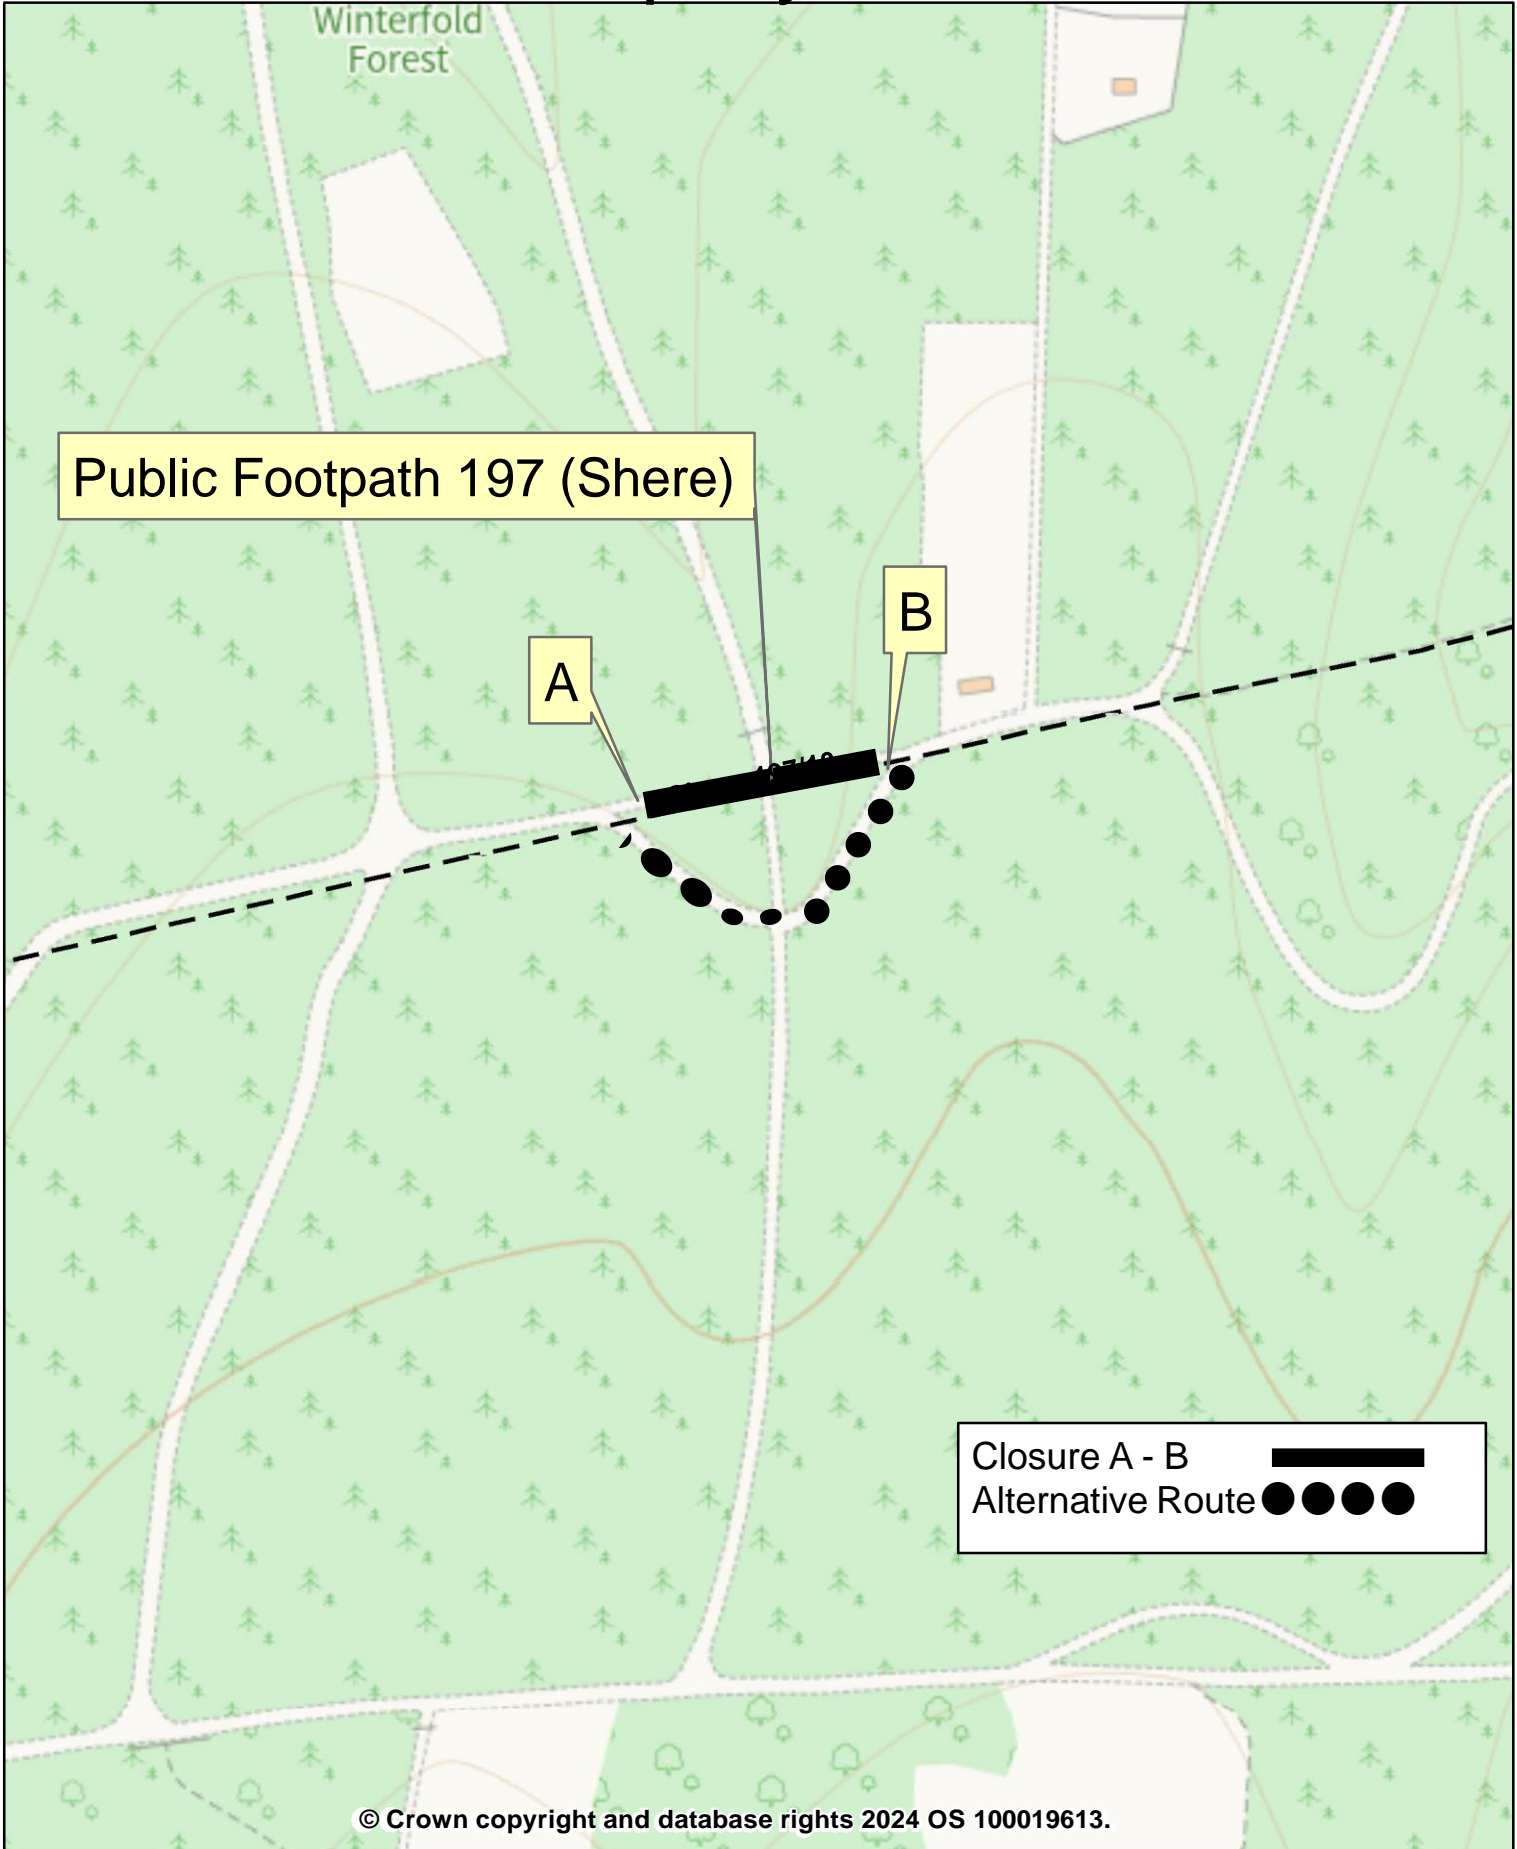 Winterfold
Forest
Public Footpath 197 (Shere)
B
A
Closure A - B
Alternative Route
© Crown copyright and database rights 2024 OS 100019613.